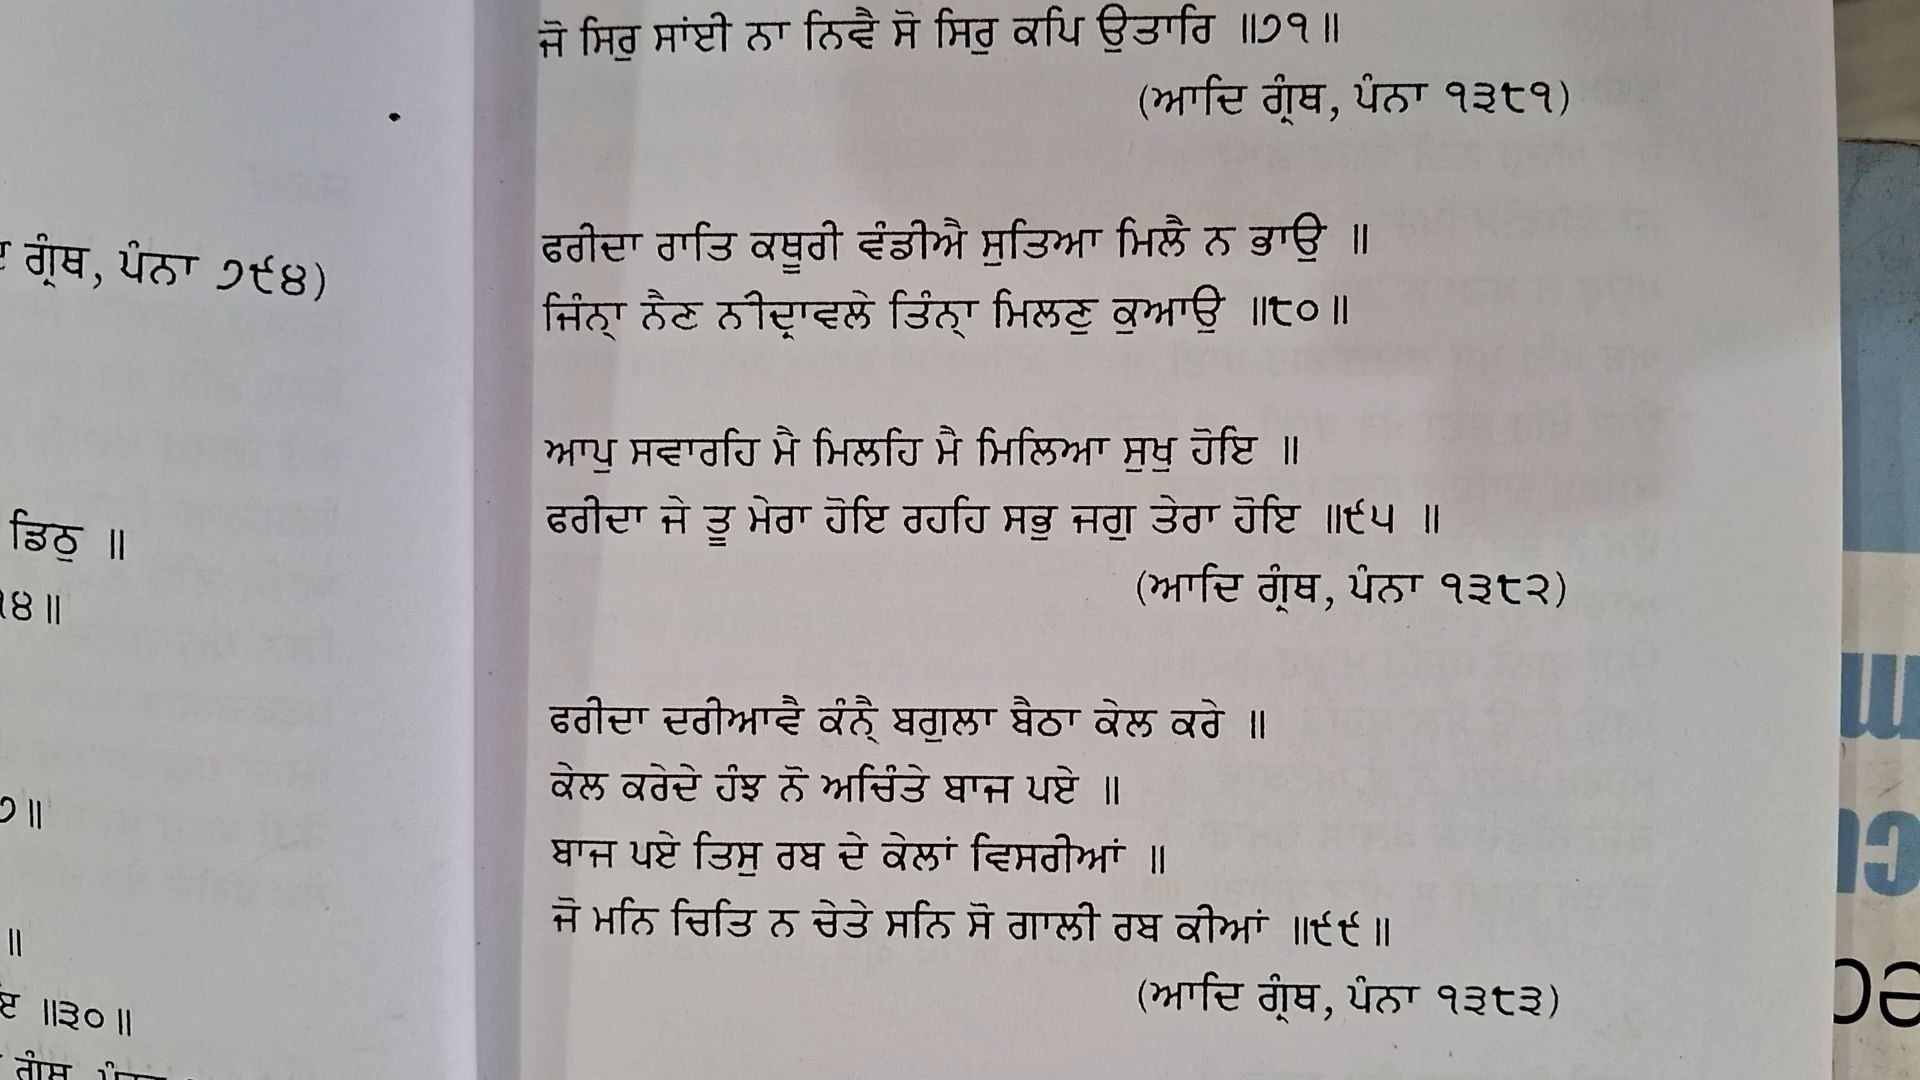 ਗ੍ਰੰਥ, ਪੰਨਾ ੭੯੪)
ਡਿਠੁ ॥
੪॥
੭॥
॥
॥੩੦॥
ਜੋ ਸਿਰੁ ਸਾਂਈ ਨਾ ਨਿਵੈ ਸੋ ਸਿਰੁ ਕਪਿ ਉਤਾਰਿ ॥੭੧॥
(ਆਦਿ ਗ੍ਰੰਥ, ਪੰਨਾ ੧੩੮੧)
ਫਰੀਦਾ ਰਾਤਿ ਕਥੂਰੀ ਵੰਡੀਐ ਸੁਤਿਆ ਮਿਲੈ ਨ ਭਾਉ ॥
ਜਿੰਨ੍ਹਾ ਨੈਣ ਨੀਦ੍ਰਾਵਲੇ ਤਿੰਨ੍ਹਾ ਮਿਲਣੁ ਕੁਆਉ ॥੮੦॥
ਆਪੁ ਸਵਾਰਹਿ ਮੈ ਮਿਲਹਿ ਮੈ ਮਿਲਿਆ ਸੁਖੁ ਹੋਇ ॥
ਫਰੀਦਾ ਜੇ ਤੂ ਮੇਰਾ ਹੋਇ ਰਹਹਿ ਸਭੁ ਜਗੁ ਤੇਰਾ ਹੋਇ ॥੯੫ ॥
(ਆਦਿ ਗ੍ਰੰਥ, ਪੰਨਾ ੧੩੮੨)
ਫਰੀਦਾ ਦਰੀਆਵੈ ਕੰਨ੍ਹੈ ਬਗੁਲਾ ਬੈਠਾ ਕੇਲ ਕਰੇ ॥
ਕੇਲ ਕਰੇਦੇ ਹੰਝ ਨੋ ਅਚਿੰਤੇ ਬਾਜ ਪਏ ॥
ਬਾਜ ਪਏ ਤਿਸੁ ਰਬ ਦੇ ਕੇਲਾਂ ਵਿਸਰੀਆਂ ॥
ਜੋ ਮਨਿ ਚਿਤਿ ਨ ਚੇਤੇ ਸਨਿ ਸੋ ਗਾਲੀ ਰਬ ਕੀਆਂ ॥੯੯॥
(ਆਦਿ ਗ੍ਰੰਥ, ਪੰਨਾ ੧੩੮੩)